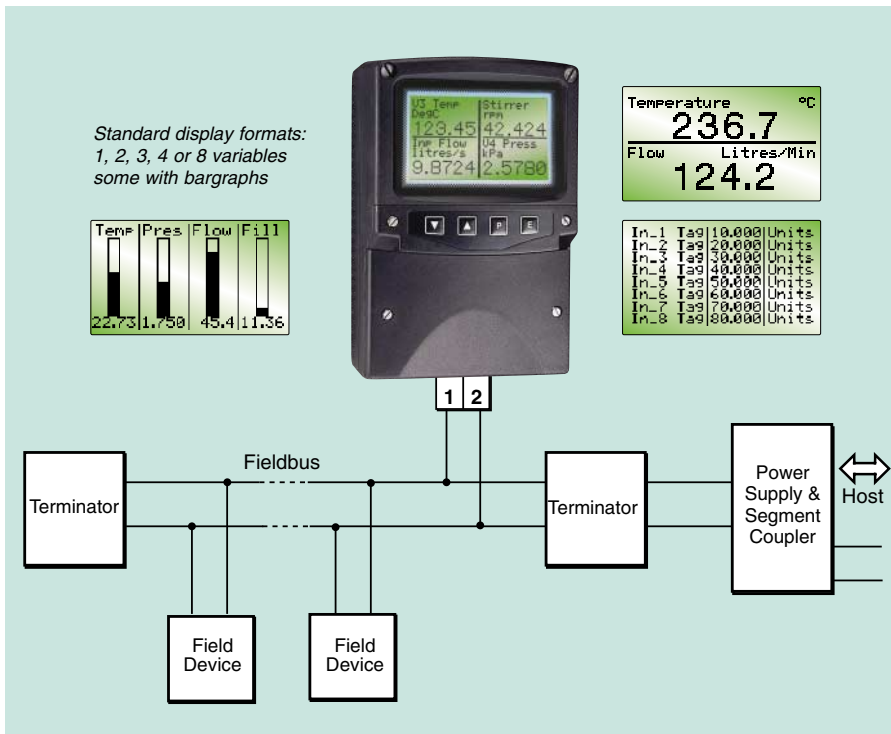 Standard display formats:
1, 2, 3, 4 or 8 variables
some with bargraphs
Temp|Pres|Flow|Fill
22.73|1.750|45.4|11.36
V3 Temp
DegC
123.45
Stirrer
rpm
42.424
Inp Flow
litres/s
9.8724
V4 Press
kPa
2.5780
P
E
Temperature °C
236.7
Flow Litres/Min
124.2
In_1 Tag|10.000|Units
In_2 Tag|20.000|Units
In_3 Tag|30.000|Units
In_4 Tag|40.000|Units
In_5 Tag|50.000|Units
In_6 Tag|60.000|Units
In_7 Tag|70.000|Units
In_8 Tag|80.000|Units
1 2
Fieldbus
Terminator
Terminator
Power
Supply &
Segment
Coupler
Host
Field
Device
Field
Device